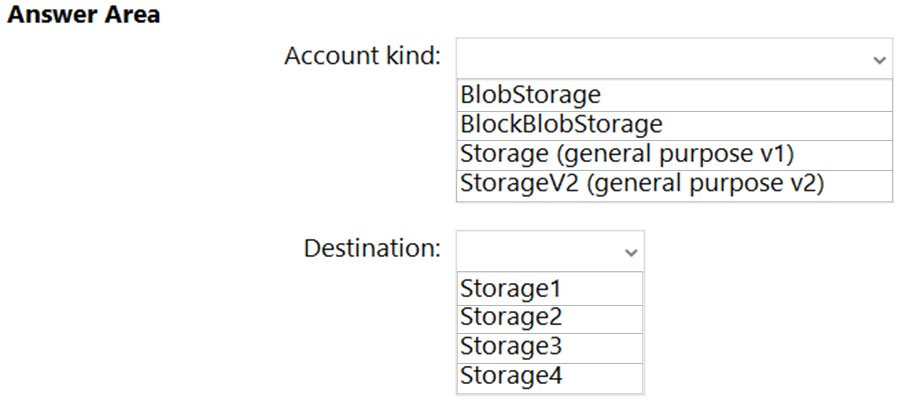 Answer Area
Account kind:
BlobStorage
BlockBlobStorage
Storage (general purpose v1)
StorageV2 (general purpose v2)
Destination:
Storage1
Storage2
Storage3
Storage4